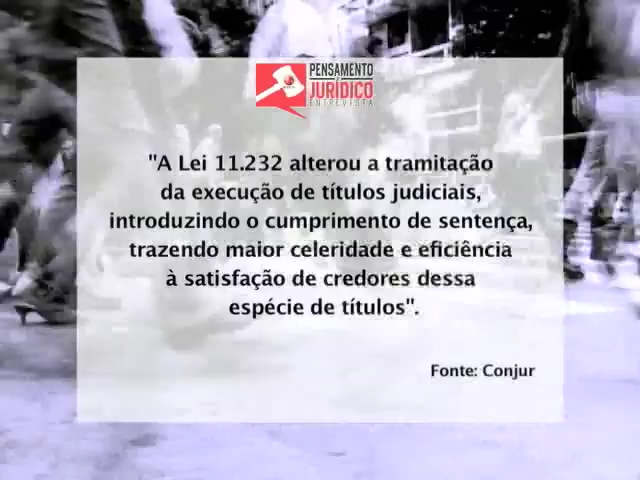 PENSAMENTO
JURÍDICO
ENTREVISTA
"A Lei 11.232 alterou a tramitação
da execução de títulos judiciais,
introduzindo o cumprimento de sentença,
trazendo maior celeridade e eficiência
à satisfação de credores dessa
espécie de títulos".
Fonte: Conjur